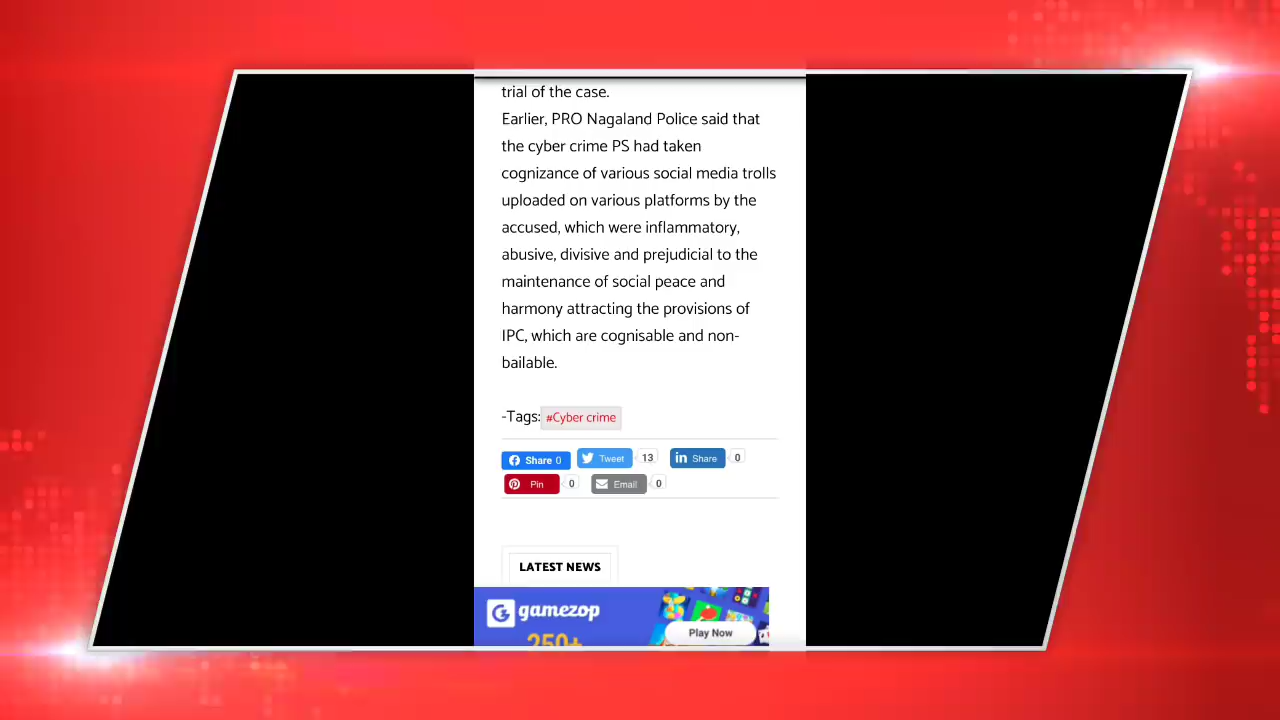 trial of the case.
Earlier, PRO Nagaland Police said that
the cyber crime PS had taken
cognizance of various social media trolls
uploaded on various platforms by the
accused, which were inflammatory,
abusive, divisive and prejudicial to the
maintenance of social peace and
harmony attracting the provisions of
IPC, which are cognisable and non-
bailable.
-Tags: #Cyber crime
Share 0 Tweet 13 Share 0
Pin 0 Email 0
LATEST NEWS
gamezop
250+
Play Now